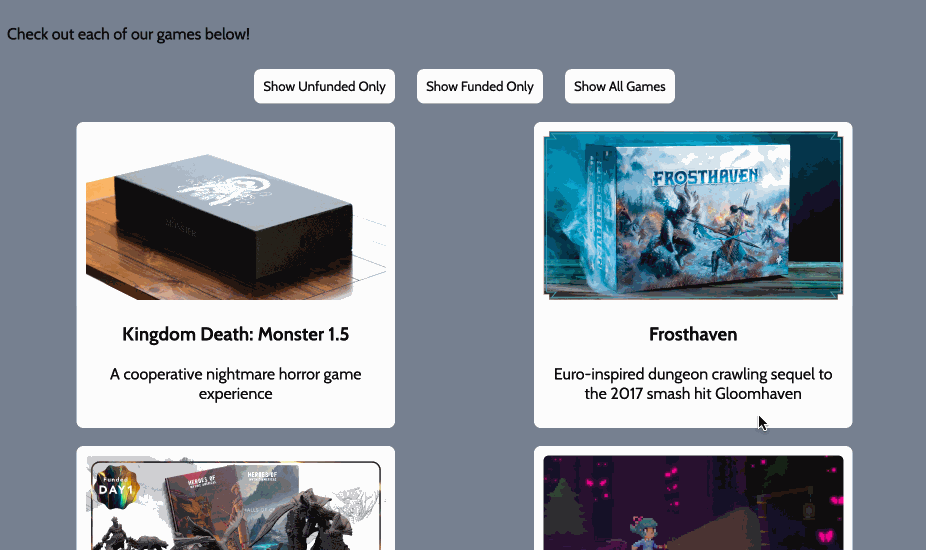 Check out each of our games below!
Show Unfunded Only
Show Funded Only
Show All Games
MONSTER
FROSTHAVEN
Kingdom Death: Monster 1.5
Frosthaven
A cooperative nightmare horror game
experience
Euro-inspired dungeon crawling sequel to
the 2017 smash hit Gloomhaven
Funded
DAY 1
HEROES OF
HEROES OF